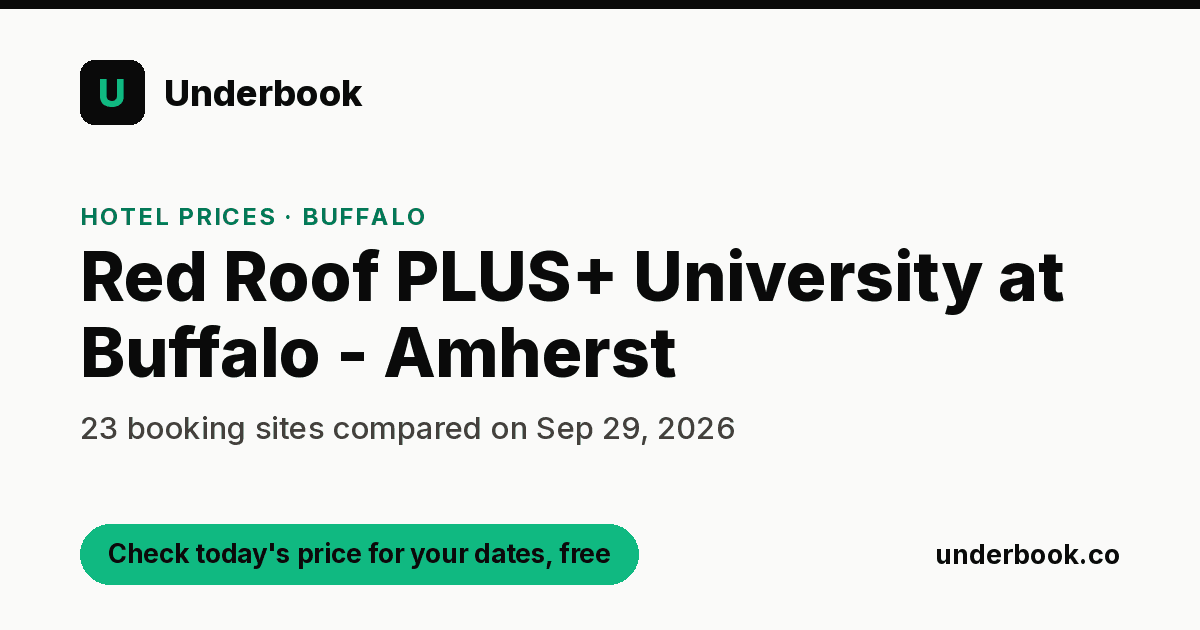 U
Underbook
HOTEL PRICES · BUFFALO
Red Roof PLUS+ University at
Buffalo - Amherst
23 booking sites compared on Sep 29, 2026
Check today's price for your dates, free
underbook.co